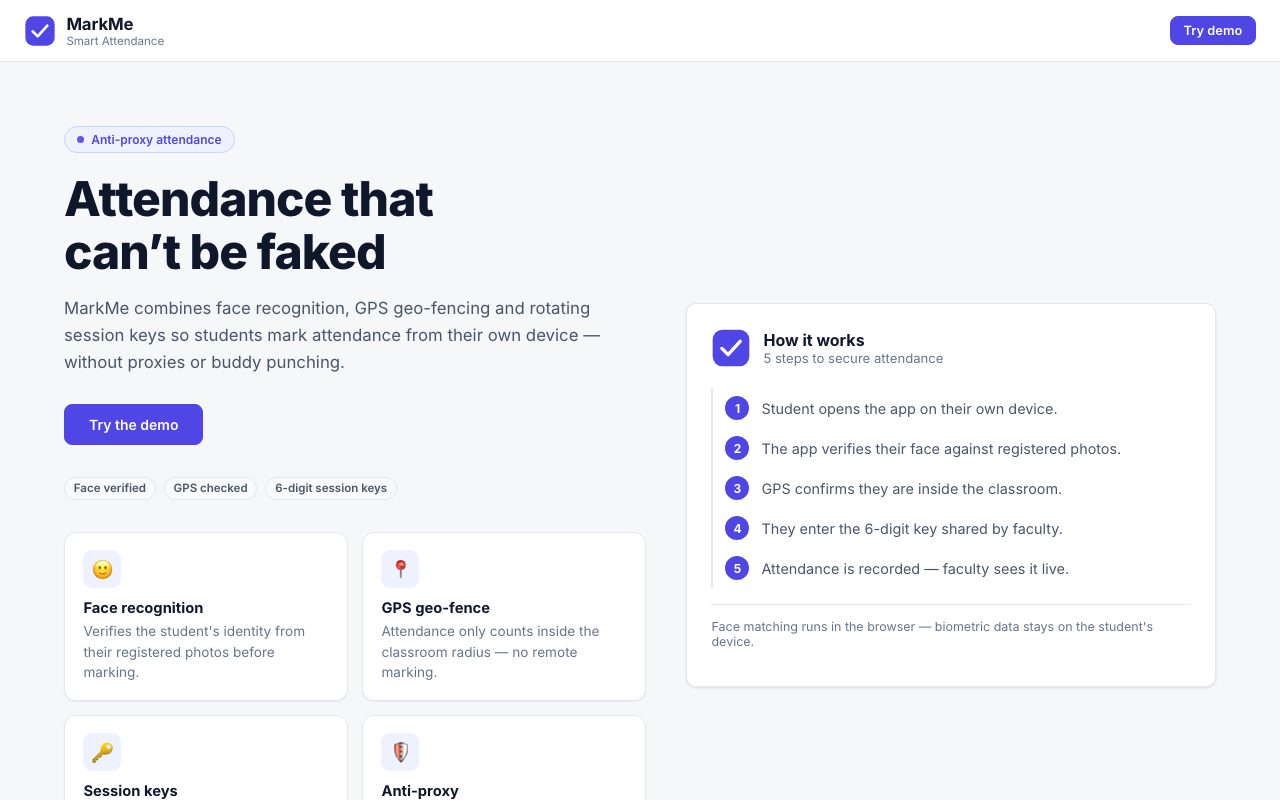 MarkMe
Smart Attendance
Try demo
Anti-proxy attendance
Attendance that
can’t be faked
MarkMe combines face recognition, GPS geo-fencing and rotating
session keys so students mark attendance from their own device —
without proxies or buddy punching.
Try the demo
Face verified
GPS checked
6-digit session keys
Face recognition
Verifies the student's identity from
their registered photos before
marking.
GPS geo-fence
Attendance only counts inside the
classroom radius — no remote
marking.
Session keys
Anti-proxy
How it works
5 steps to secure attendance
1 Student opens the app on their own device.
2 The app verifies their face against registered photos.
3 GPS confirms they are inside the classroom.
4 They enter the 6-digit key shared by faculty.
5 Attendance is recorded — faculty sees it live.
Face matching runs in the browser — biometric data stays on the student's
device.